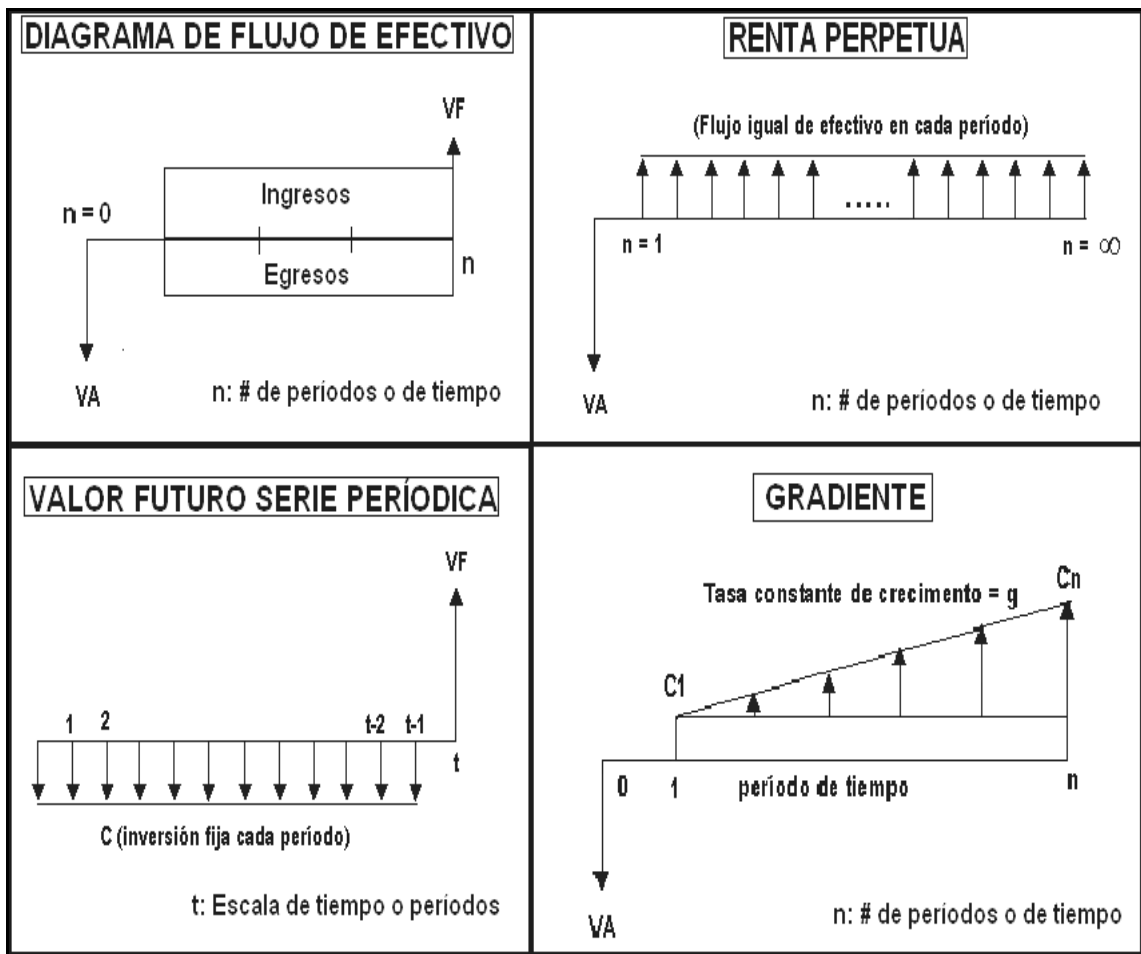 DIAGRAMA DE FLUJO DE EFECTIVO
VF
Ingresos
n = 0
Egresos
n
VA
n: # de períodos o de tiempo
RENTA PERPETUA
(Flujo igual de efectivo en cada período)
.....
n = 1
n = ∞
VA
n: # de períodos o de tiempo
VALOR FUTURO SERIE PERÍODICA
VF
1 2 t-2 t-1
t
C (inversión fija cada período)
t: Escala de tiempo o períodos
GRADIENTE
Cn
Tasa constante de crecimento = g
C1
0 1 período de tiempo n
VA
n: # de períodos o de tiempo